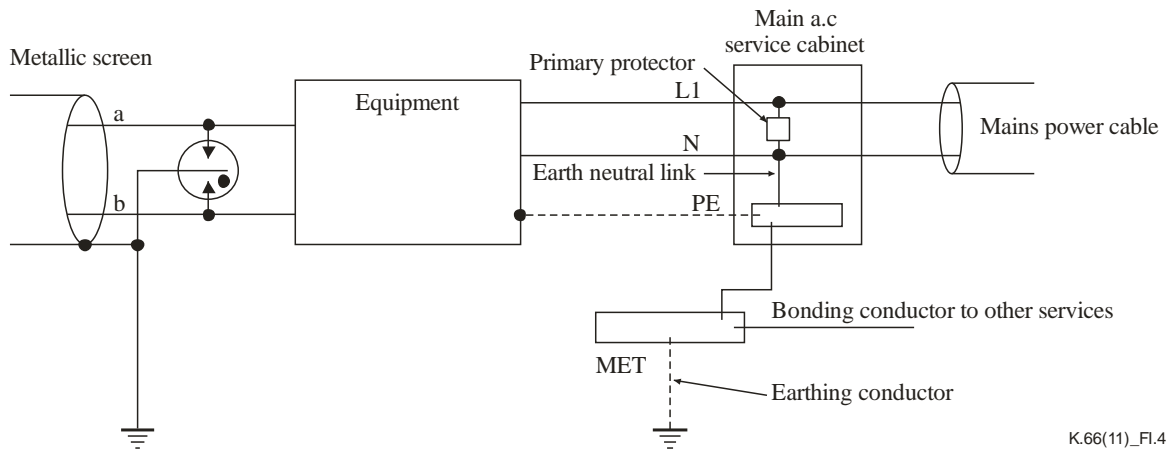 Main a.c
service cabinet
Metallic screen
Primary protector
L1
a
Equipment
Mains power cable
N
Earth neutral link
b
PE
Bonding conductor to other services
MET
Earthing conductor
K.66(11)_FI.4